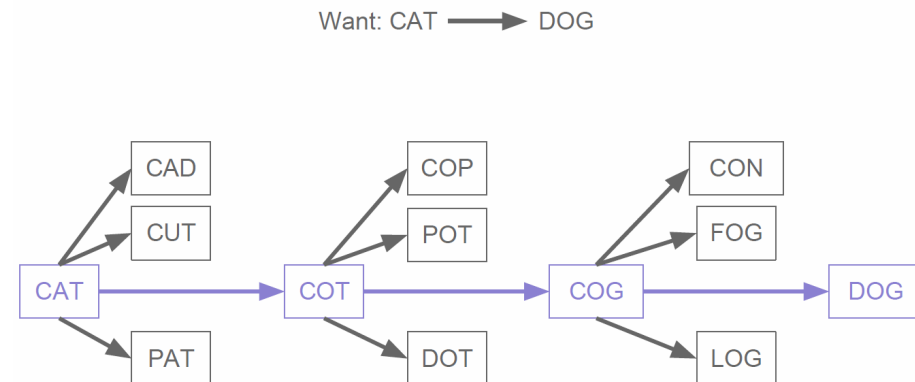 Want: CAT DOG
CAD COP CON
CUT POT FOG
CAT COT COG DOG
PAT DOT LOG